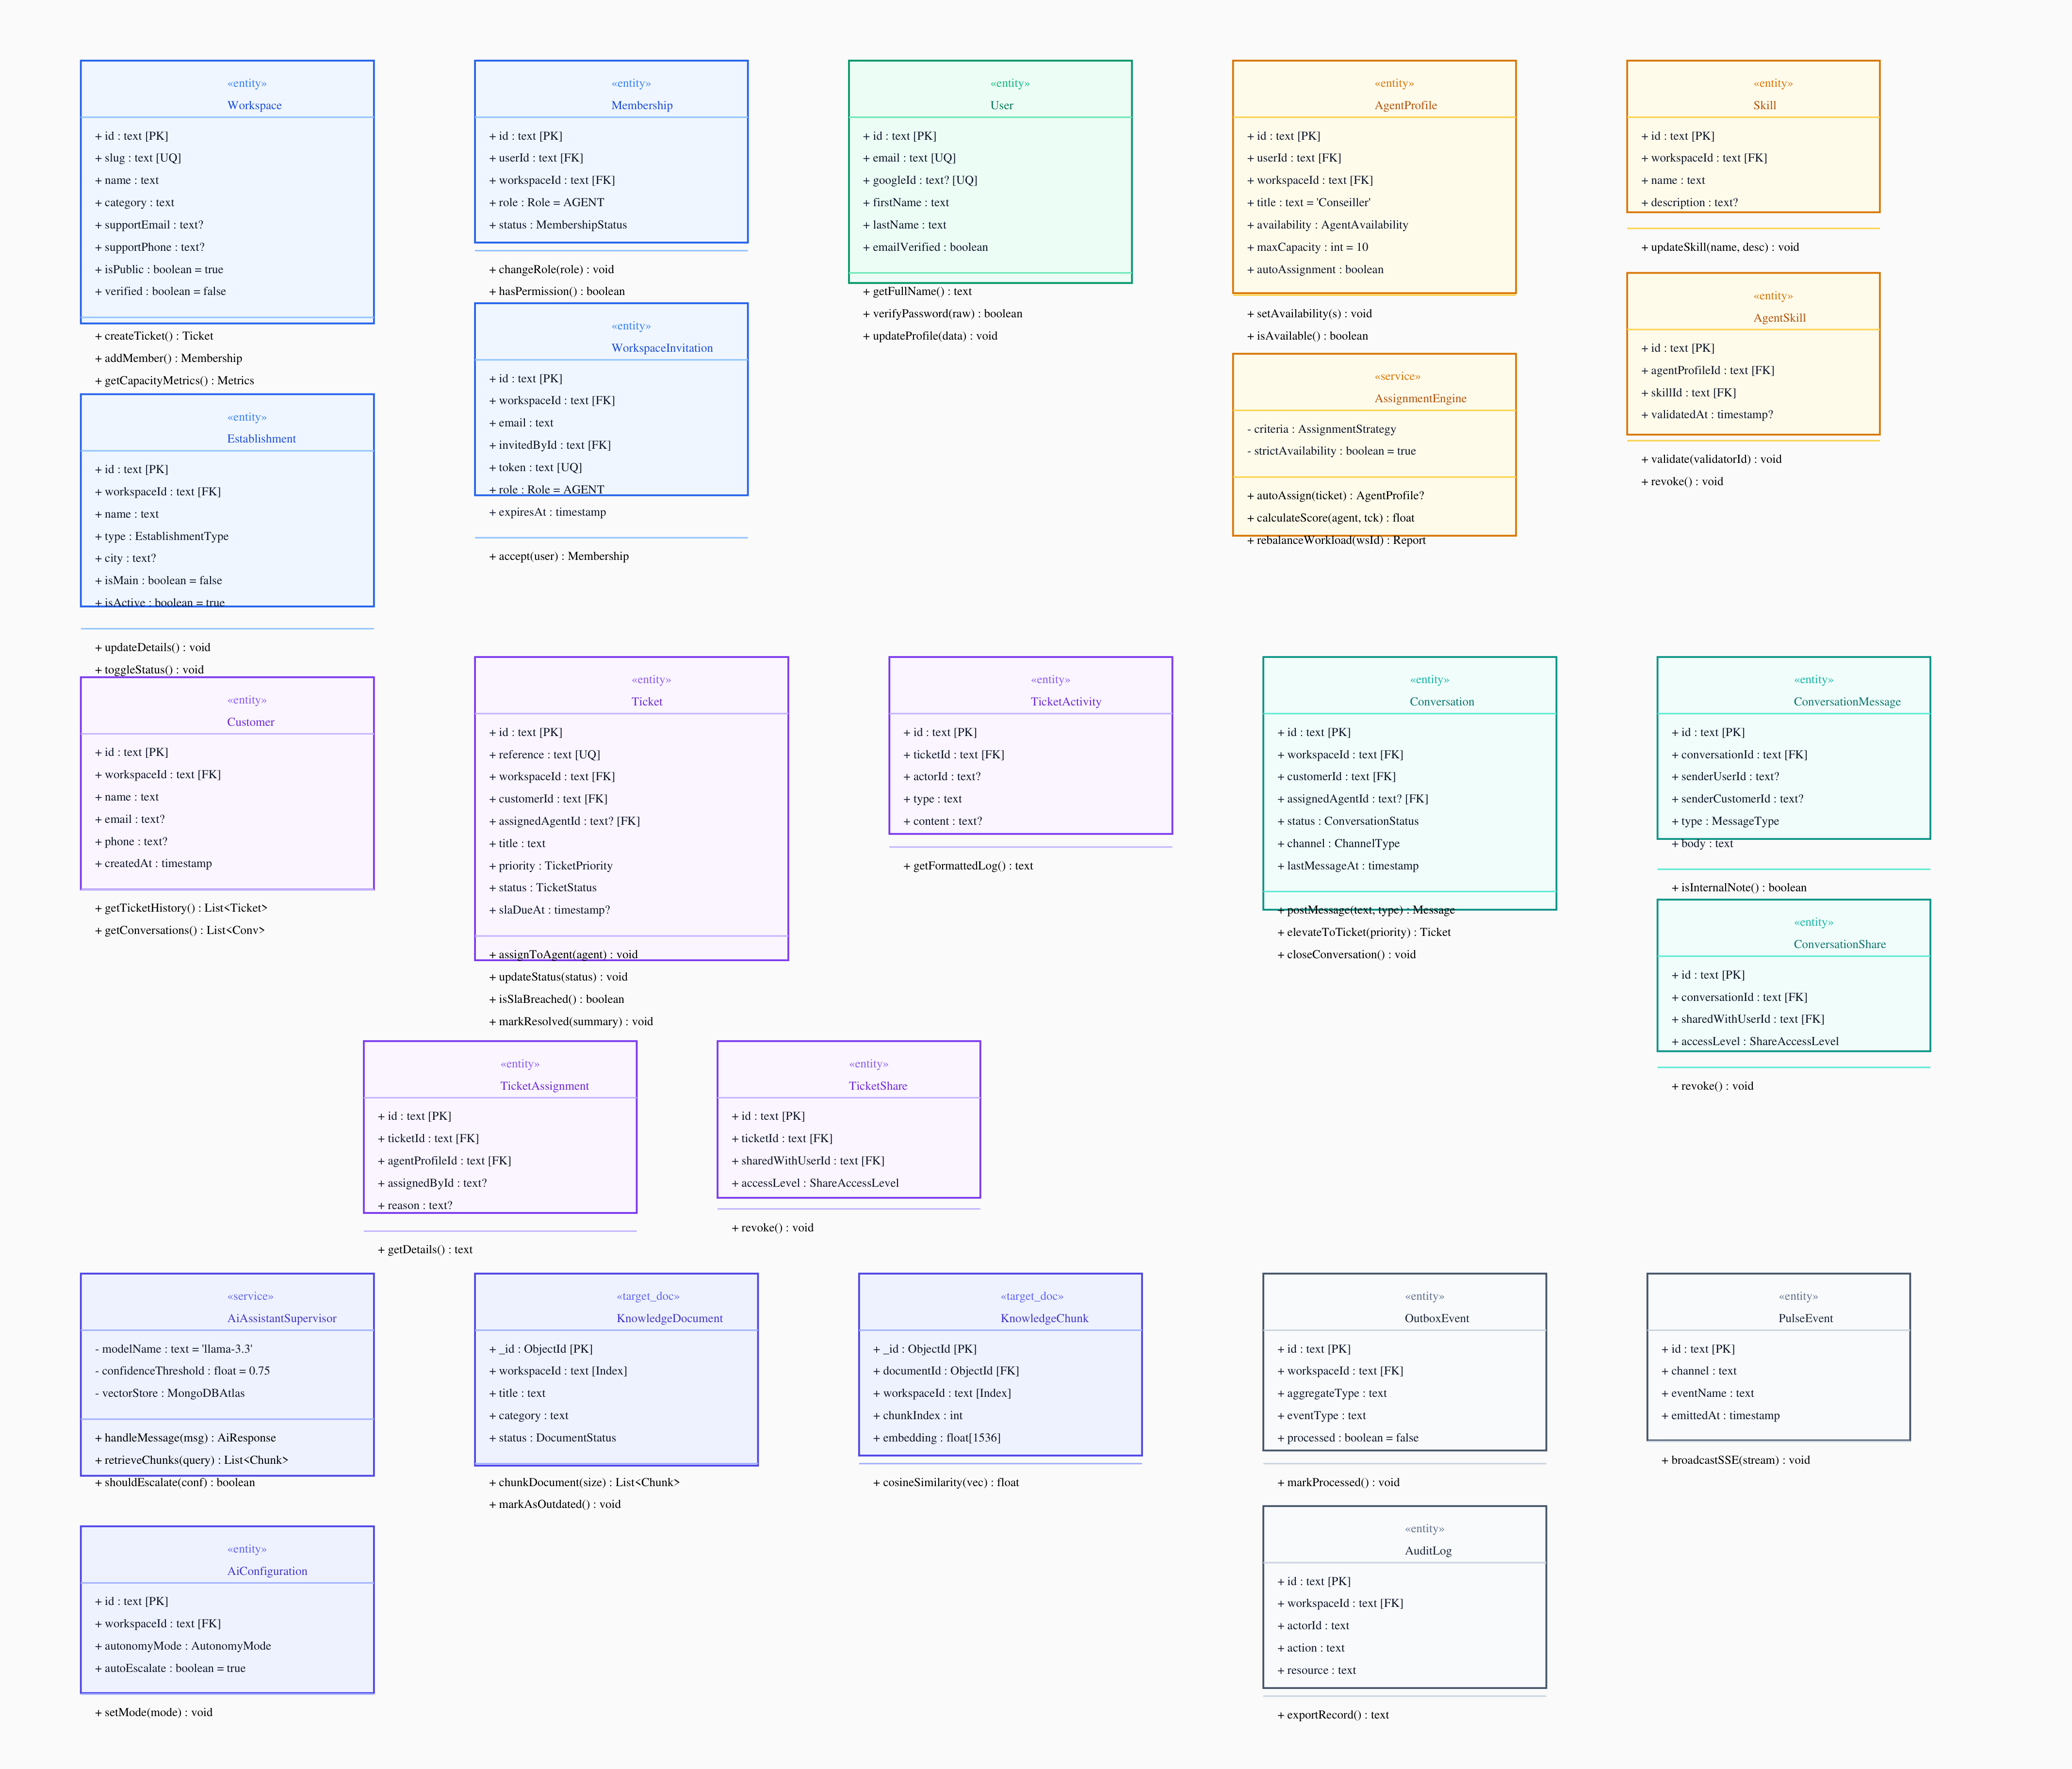 «entity»
Workspace
+ id : text [PK]
+ slug : text [UQ]
+ name : text
+ category : text
+ supportEmail : text?
+ supportPhone : text?
+ isPublic : boolean = true
+ verified : boolean = false
+ createTicket() : Ticket
+ addMember() : Membership
+ getCapacityMetrics() : Metrics
«entity»
Membership
+ id : text [PK]
+ userId : text [FK]
+ workspaceId : text [FK]
+ role : Role = AGENT
+ status : MembershipStatus
+ changeRole(role) : void
+ hasPermission() : boolean
«entity»
User
+ id : text [PK]
+ email : text [UQ]
+ googleId : text? [UQ]
+ firstName : text
+ lastName : text
+ emailVerified : boolean
+ getFullName() : text
+ verifyPassword(raw) : boolean
+ updateProfile(data) : void
«entity»
AgentProfile
+ id : text [PK]
+ userId : text [FK]
+ workspaceId : text [FK]
+ title : text = 'Conseiller'
+ availability : AgentAvailability
+ maxCapacity : int = 10
+ autoAssignment : boolean
+ setAvailability(s) : void
+ isAvailable() : boolean
«entity»
Skill
+ id : text [PK]
+ workspaceId : text [FK]
+ name : text
+ description : text?
+ updateSkill(name, desc) : void
«entity»
Establishment
+ id : text [PK]
+ workspaceId : text [FK]
+ name : text
+ type : EstablishmentType
+ city : text?
+ isMain : boolean = false
+ isActive : boolean = true
+ updateDetails() : void
+ toggleStatus() : void
«entity»
WorkspaceInvitation
+ id : text [PK]
+ workspaceId : text [FK]
+ email : text
+ invitedById : text [FK]
+ token : text [UQ]
+ role : Role = AGENT
+ expiresAt : timestamp
+ accept(user) : Membership
«service»
AssignmentEngine
- criteria : AssignmentStrategy
- strictAvailability : boolean = true
+ autoAssign(ticket) : AgentProfile?
+ calculateScore(agent, tck) : float
+ rebalanceWorkload(wsId) : Report
«entity»
AgentSkill
+ id : text [PK]
+ agentProfileId : text [FK]
+ skillId : text [FK]
+ validatedAt : timestamp?
+ validate(validatorId) : void
+ revoke() : void
«entity»
Customer
+ id : text [PK]
+ workspaceId : text [FK]
+ name : text
+ email : text?
+ phone : text?
+ createdAt : timestamp
+ getTicketHistory() : List<Ticket>
+ getConversations() : List<Conv>
«entity»
Ticket
+ id : text [PK]
+ reference : text [UQ]
+ workspaceId : text [FK]
+ customerId : text [FK]
+ assignedAgentId : text? [FK]
+ title : text
+ priority : TicketPriority
+ status : TicketStatus
+ slaDueAt : timestamp?
+ assignToAgent(agent) : void
+ updateStatus(status) : void
+ isSlaBreached() : boolean
+ markResolved(summary) : void
«entity»
TicketActivity
+ id : text [PK]
+ ticketId : text [FK]
+ actorId : text?
+ type : text
+ content : text?
+ getFormattedLog() : text
«entity»
Conversation
+ id : text [PK]
+ workspaceId : text [FK]
+ customerId : text [FK]
+ assignedAgentId : text? [FK]
+ status : ConversationStatus
+ channel : ChannelType
+ lastMessageAt : timestamp
+ postMessage(text, type) : Message
+ elevateToTicket(priority) : Ticket
+ closeConversation() : void
«entity»
ConversationMessage
+ id : text [PK]
+ conversationId : text [FK]
+ senderUserId : text?
+ senderCustomerId : text?
+ type : MessageType
+ body : text
+ isInternalNote() : boolean
«entity»
ConversationShare
+ id : text [PK]
+ conversationId : text [FK]
+ sharedWithUserId : text [FK]
+ accessLevel : ShareAccessLevel
+ revoke() : void
«entity»
TicketAssignment
+ id : text [PK]
+ ticketId : text [FK]
+ agentProfileId : text [FK]
+ assignedById : text?
+ reason : text?
+ getDetails() : text
«entity»
TicketShare
+ id : text [PK]
+ ticketId : text [FK]
+ sharedWithUserId : text [FK]
+ accessLevel : ShareAccessLevel
+ revoke() : void
«service»
AiAssistantSupervisor
- modelName : text = 'llama-3.3'
- confidenceThreshold : float = 0.75
- vectorStore : MongoDBAtlas
+ handleMessage(msg) : AiResponse
+ retrieveChunks(query) : List<Chunk>
+ shouldEscalate(conf) : boolean
«target_doc»
KnowledgeDocument
+ _id : ObjectId [PK]
+ workspaceId : text [Index]
+ title : text
+ category : text
+ status : DocumentStatus
+ chunkDocument(size) : List<Chunk>
+ markAsOutdated() : void
«target_doc»
KnowledgeChunk
+ _id : ObjectId [PK]
+ documentId : ObjectId [FK]
+ workspaceId : text [Index]
+ chunkIndex : int
+ embedding : float[1536]
+ cosineSimilarity(vec) : float
«entity»
OutboxEvent
+ id : text [PK]
+ workspaceId : text [FK]
+ aggregateType : text
+ eventType : text
+ processed : boolean = false
+ markProcessed() : void
«entity»
PulseEvent
+ id : text [PK]
+ channel : text
+ eventName : text
+ emittedAt : timestamp
+ broadcastSSE(stream) : void
«entity»
AiConfiguration
+ id : text [PK]
+ workspaceId : text [FK]
+ autonomyMode : AutonomyMode
+ autoEscalate : boolean = true
+ setMode(mode) : void
«entity»
AuditLog
+ id : text [PK]
+ workspaceId : text [FK]
+ actorId : text
+ action : text
+ resource : text
+ exportRecord() : text